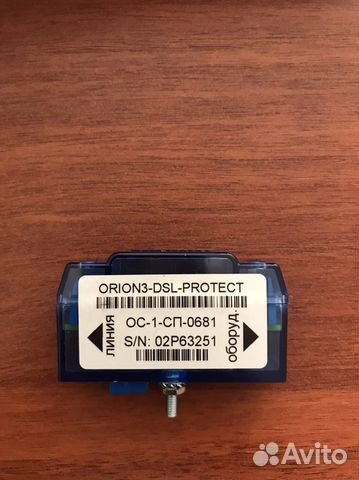 ORION3-DSL-PROTECT
ЛИНИЯ
ОС-1-СП-0681
S/N: 02P63251
оборуд.
Avito